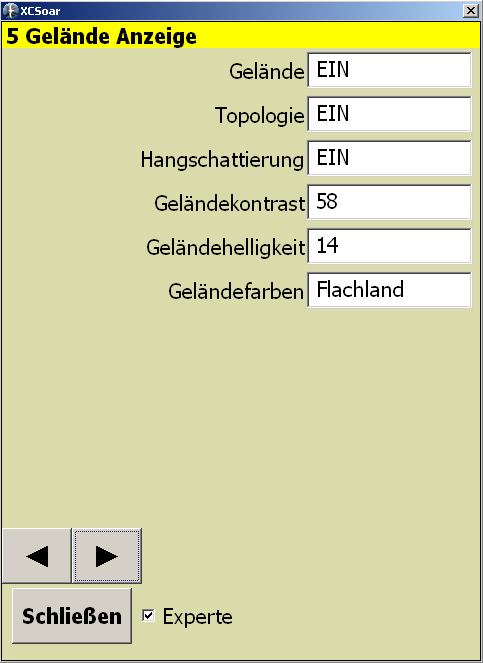 XCSoar
5 Gelände Anzeige
Gelände EIN
Topologie EIN
Hangschattierung EIN
Geländekontrast 58
Geländehelligkeit 14
Geländefarben Flachland
Schließen Experte